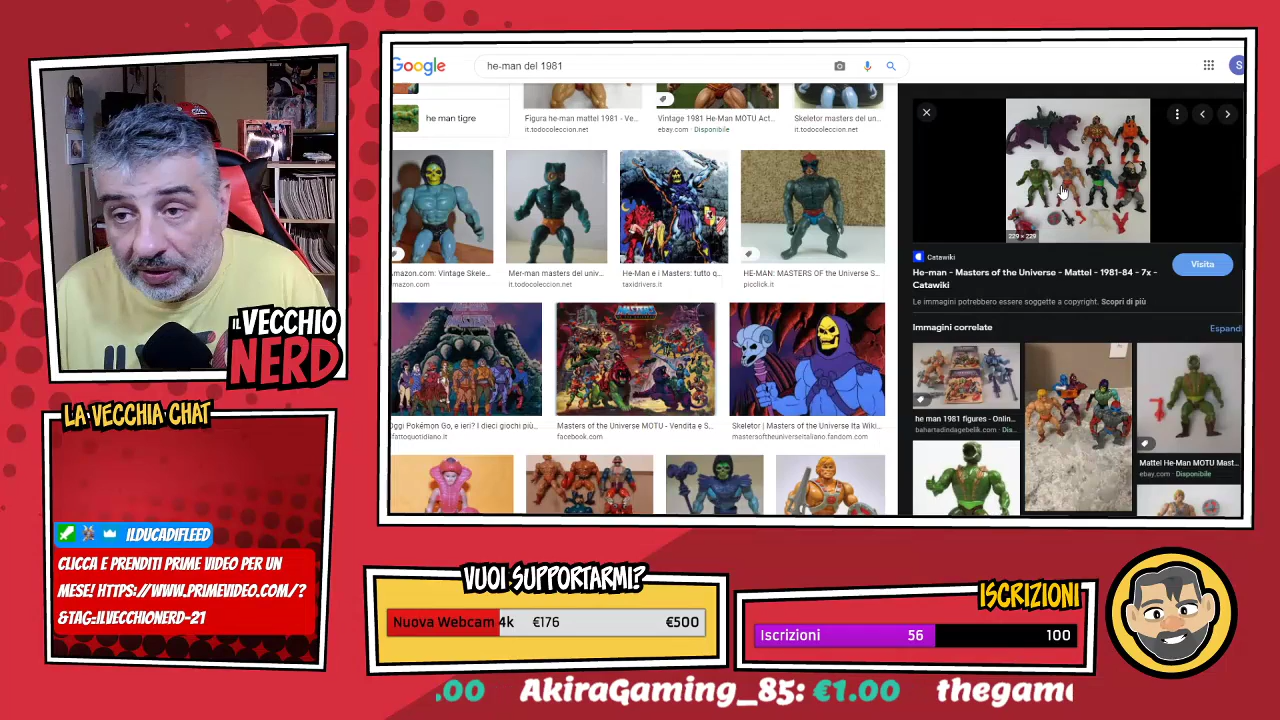 IL VECCHIO
NERD
LA VECCHIA CHAT
ILDUCADIFLEED
CLICCA E PRENDITI PRIME VIDEO PER UN
MESE! HTTPS://WWW.PRIMEVIDEO.COM/?
&TAG=ILVECCHIONERD-21
Google
he-man del 1981
S
he man tigre
Figura he-man mattel 1981 - Ve...
it.todocoleccion.net
Vintage 1981 He-Man MOTU Act...
ebay.com · Disponibile
Skeletor masters del un...
it.todocoleccion.net
amazon.com: Vintage Skele...
amazon.com
Mer-man masters del univ...
it.todocoleccion.net
He-Man e i Masters: tutto q...
taxidrivers.it
HE-MAN: MASTERS OF THE Universe S...
picclick.it
Oggi Pokémon Go, e ieri? I dieci giochi più...
fattoquotidiano.it
Masters of the Universe MOTU - Vendita e S...
facebook.com
Skeletor | Masters of the Universe Ita Wiki...
mastersoftheuniverseitaliano.fandom.com
229 × 229
Catawiki
He-man - Masters of the Universe - Mattel - 1981-84 - 7x -
Catawiki
Visita
Le immagini potrebbero essere soggette a copyright. Scopri di più
Immagini correlate
Espandi
he man 1981 figures - Onlin...
bahartadindagebelik.com · Dis...
Mattel He-Man MOTU Mast...
ebay.com · Disponibile
VUOI SUPPORTARMI?
Nuova Webcam 4k €176 €500
ISCRIZIONI
Iscrizioni 56 100
.00 AkiraGaming_85: €1.00 thegame